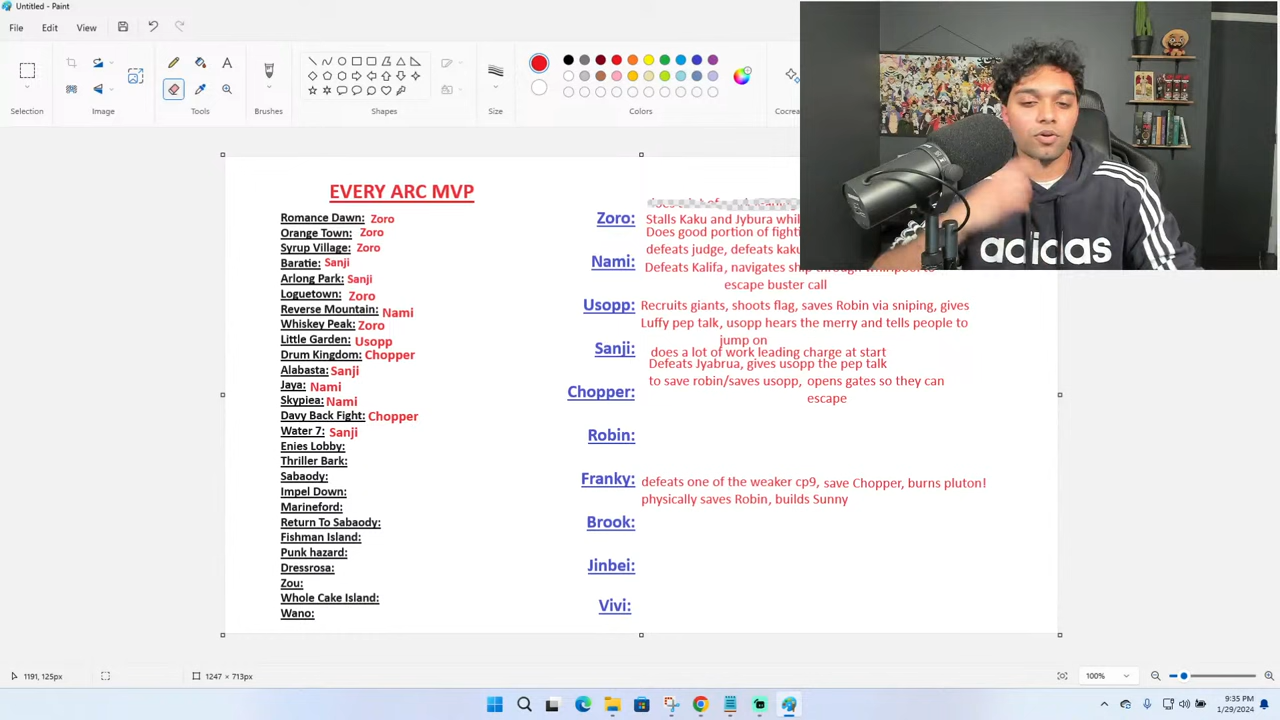 Untitled - Paint
File Edit View
Selection Image Tools Brushes Shapes Size Colors
EVERY ARC MVP
Romance Dawn: Zoro
Orange Town: Zoro
Syrup Village: Zoro
Baratie: Sanji
Arlong Park: Sanji
Loguetown: Zoro
Reverse Mountain: Nami
Whiskey Peak: Zoro
Little Garden: Usopp
Drum Kingdom: Chopper
Alabasta: Sanji
Jaya: Nami
Skypiea: Nami
Davy Back Fight: Chopper
Water 7: Sanji
Enies Lobby:
Thriller Bark:
Sabaody:
Impel Down:
Marineford:
Return To Sabaody:
Fishman Island:
Punk hazard:
Dressrosa:
Zou:
Whole Cake Island:
Wano:
Zoro: Stalls Kaku and Jybura
Does good portion of
defeats judge, defeats
Nami: Defeats Kalifa, navigates ship through whirlpool to
escape buster call
Usopp: Recruits giants, shoots flag, saves Robin via sniping, gives
Luffy pep talk, usopp hears the merry and tells people to
jump on
Sanji: does a lot of work leading charge at start
Defeats Jyabrua, gives usopp the pep talk
to save robin/saves usopp, opens gates so they can
escape
Chopper:
Robin:
Franky: defeats one of the weaker cp9, save Chopper, burns pluton!
physically saves Robin, builds Sunny
Brook:
Jinbei:
Vivi:
adidas
1191, 125px
1247 × 713px
100%
9:35 PM
1/29/2024